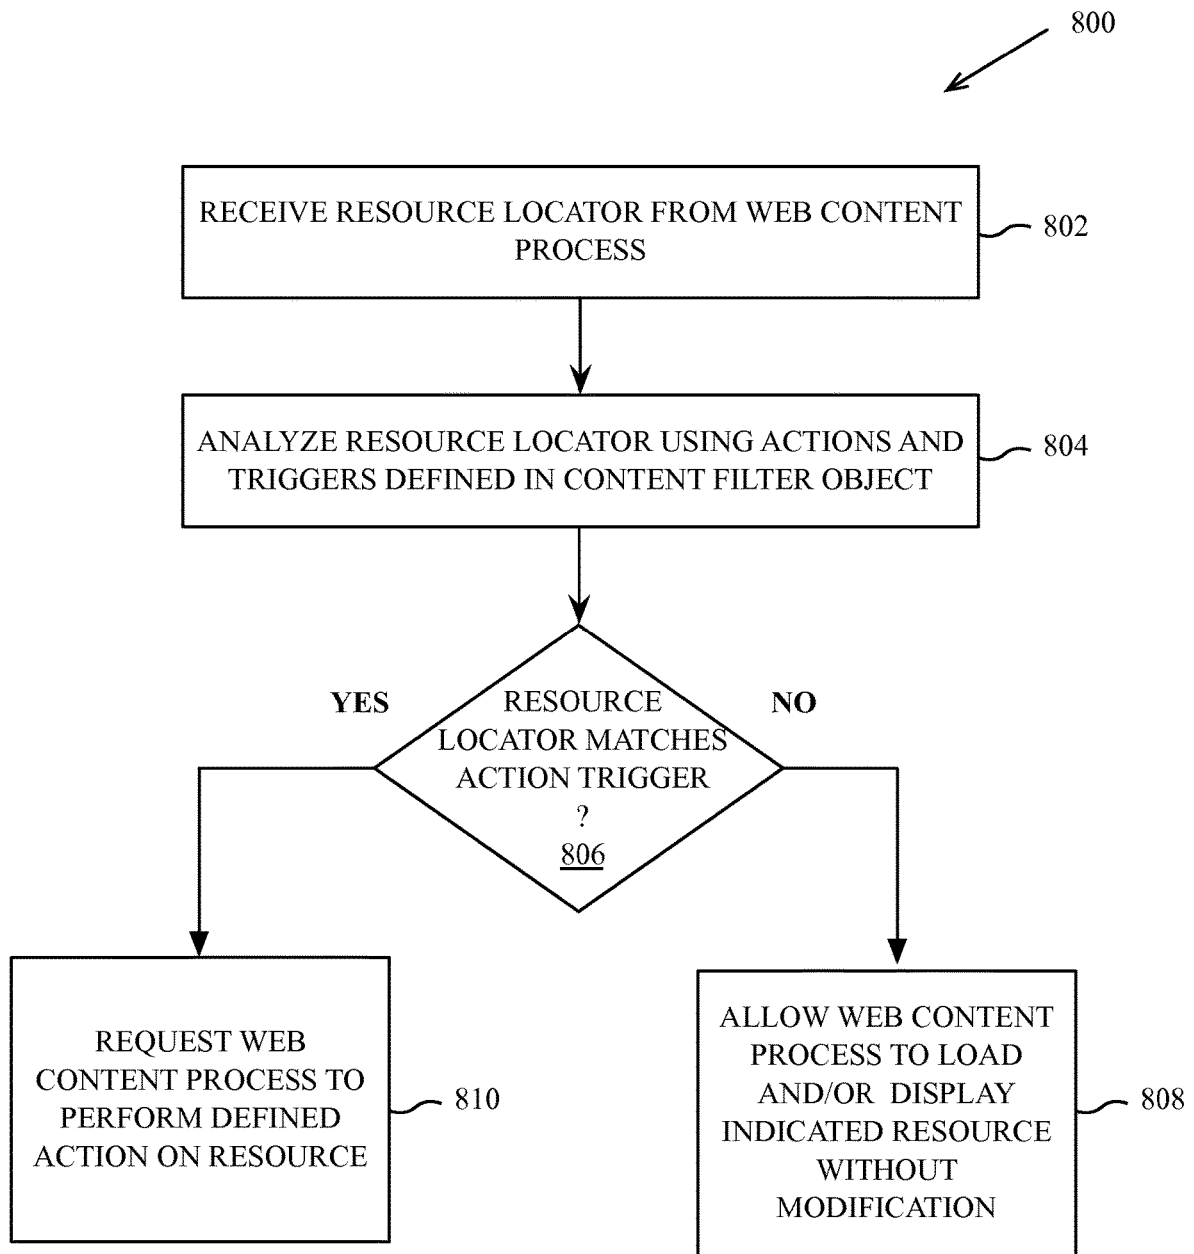 800
RECEIVE RESOURCE LOCATOR FROM WEB CONTENT
PROCESS
802
ANALYZE RESOURCE LOCATOR USING ACTIONS AND
TRIGGERS DEFINED IN CONTENT FILTER OBJECT
804
YES
NO
RESOURCE
LOCATOR MATCHES
ACTION TRIGGER
?
806
REQUEST WEB
CONTENT PROCESS TO
PERFORM DEFINED
ACTION ON RESOURCE
810
ALLOW WEB CONTENT
PROCESS TO LOAD
AND/OR DISPLAY
INDICATED RESOURCE
WITHOUT
MODIFICATION
808